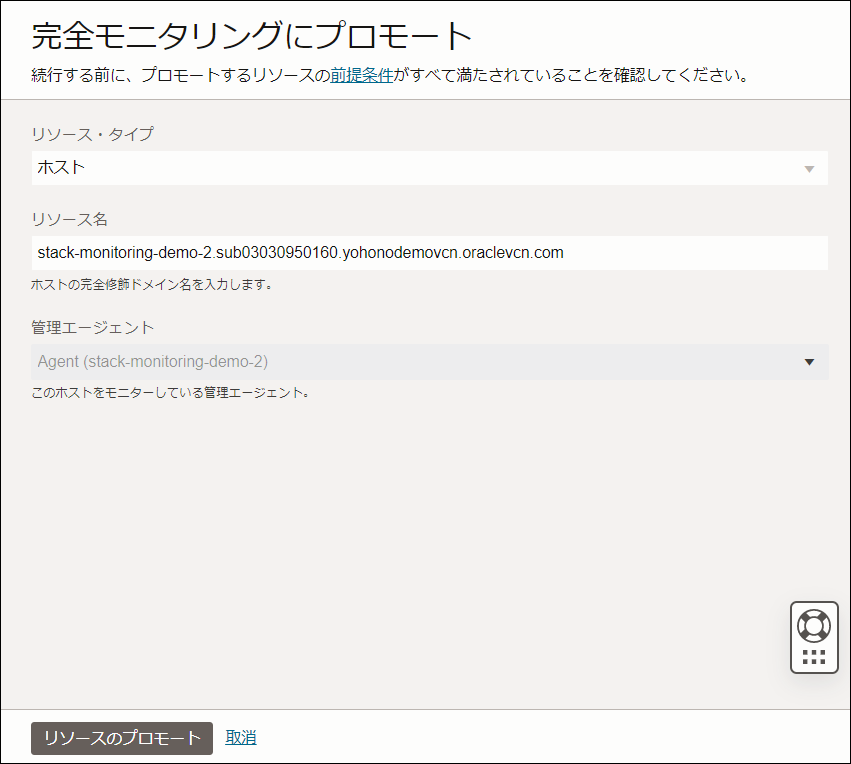 完全モニタリングにプロモート
続行する前に、プロモートするリソースの前提条件がすべて満たされていることを確認してください。
リソース・タイプ
ホスト
リソース名
stack-monitoring-demo-2.sub03030950160.yohonodemovcn.oraclevcn.com
ホストの完全修飾ドメイン名を入力します。
管理エージェント
Agent (stack-monitoring-demo-2)
このホストをモニターしている管理エージェント。
リソースのプロモート 取消